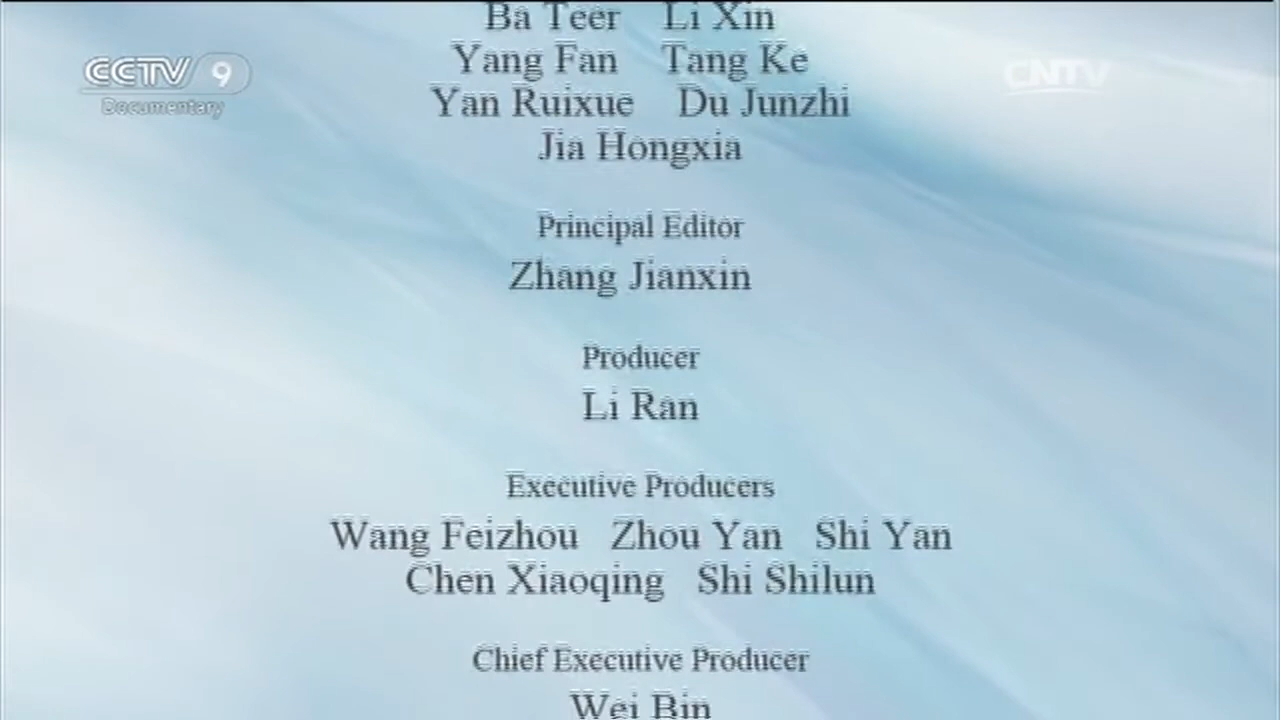 Ba Teer Li Xin
CCTV 9
Documentary
CNTV
Yang Fan Tang Ke
Yan Ruixue Du Junzhi
Jia Hongxia
Principal Editor
Zhang Jianxin
Producer
Li Ran
Executive Producers
Wang Feizhou Zhou Yan Shi Yan
Chen Xiaoqing Shi Shilun
Chief Executive Producer
Wei Bin